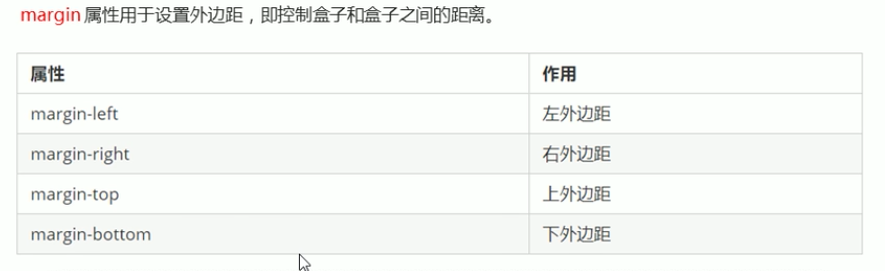 margin 属性用于设置外边距，即控制盒子和盒子之间的距离。
属性 作用
margin-left 左外边距
margin-right 右外边距
margin-top 上外边距
margin-bottom 下外边距